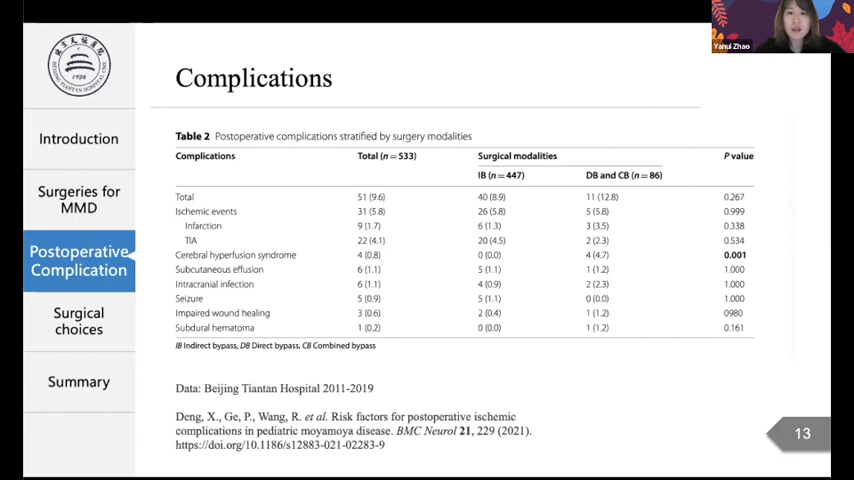 Yahui Zhao
1956
Complications
Introduction
Surgeries for
MMD
Postoperative
Complication
Surgical
choices
Summary
Table 2 Postoperative complications stratified by surgery modalities
Complications Total (n = 533) Surgical modalities P value
IB (n = 447) DB and CB (n = 86)
Total 51 (9.6) 40 (8.9) 11 (12.8) 0.267
Ischemic events 31 (5.8) 26 (5.8) 5 (5.8) 0.999
Infarction 9 (1.7) 6 (1.3) 3 (3.5) 0.338
TIA 22 (4.1) 20 (4.5) 2 (2.3) 0.534
Cerebral hyperfusion syndrome 4 (0.8) 0 (0.0) 4 (4.7) 0.001
Subcutaneous effusion 6 (1.1) 5 (1.1) 1 (1.2) 1.000
Intracranial infection 6 (1.1) 4 (0.9) 2 (2.3) 1.000
Seizure 5 (0.9) 5 (1.1) 0 (0.0) 1.000
Impaired wound healing 3 (0.6) 2 (0.4) 1 (1.2) 0980
Subdural hematoma 1 (0.2) 0 (0.0) 1 (1.2) 0.161
IB Indirect bypass, DB Direct bypass, CB Combined bypass
Data: Beijing Tiantan Hospital 2011-2019
Deng, X., Ge, P., Wang, R. et al. Risk factors for postoperative ischemic
complications in pediatric moyamoya disease. BMC Neurol 21, 229 (2021).
https://doi.org/10.1186/s12883-021-02283-9
13